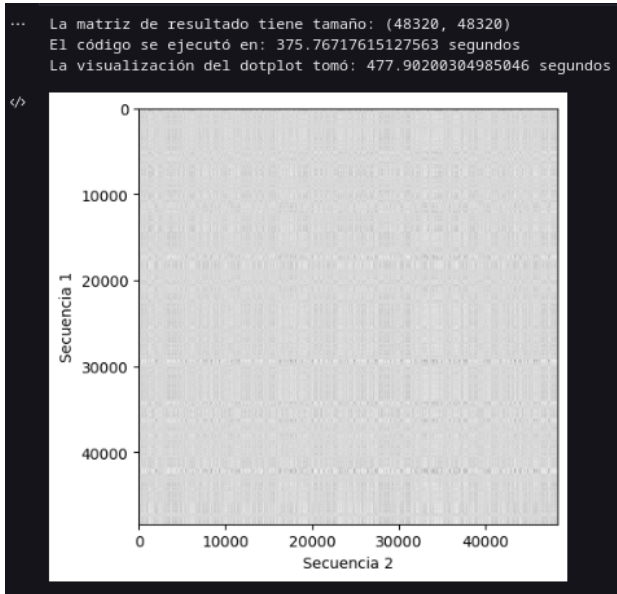 ... La matriz de resultado tiene tamaño: (48320, 48320)
El código se ejecutó en: 375.76717615127563 segundos
La visualización del dotplot tomó: 477.90200304985046 segundos
</>
0
10000
20000
30000
40000
Secuencia 1
0 10000 20000 30000 40000
Secuencia 2